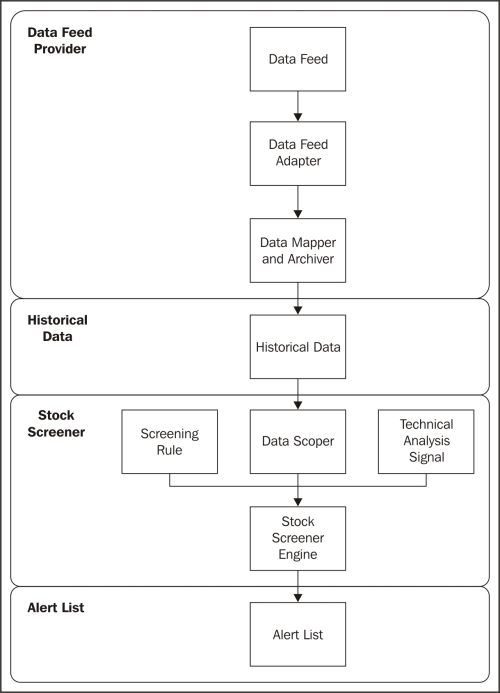 Data Feed
Provider
Data Feed
Data Feed
Adapter
Data Mapper
and Archiver
Historical
Data
Historical Data
Stock
Screener
Screening
Rule
Data Scoper
Technical
Analysis
Signal
Stock
Screener
Engine
Alert List
Alert List